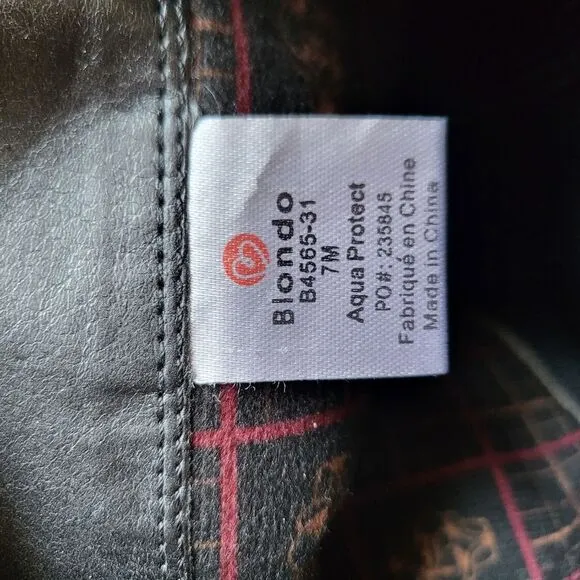 Blondo
B4565-31
7M
Aqua Protect
PO#: 235845
Fabriqué en Chine
Made in China